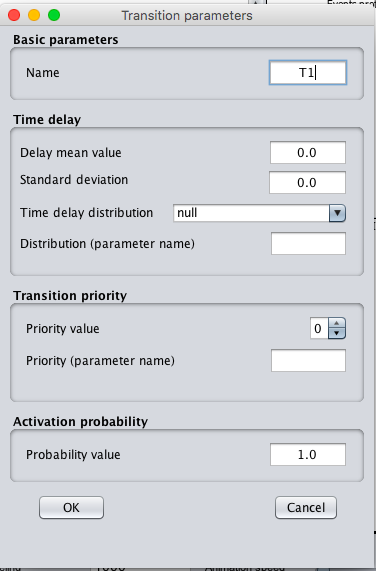 Transition parameters
Basic parameters
Name T1
Time delay
Delay mean value 0.0
Standard deviation 0.0
Time delay distribution null
Distribution (parameter name)
Transition priority
Priority value 0
Priority (parameter name)
Activation probability
Probability value 1.0
OK Cancel